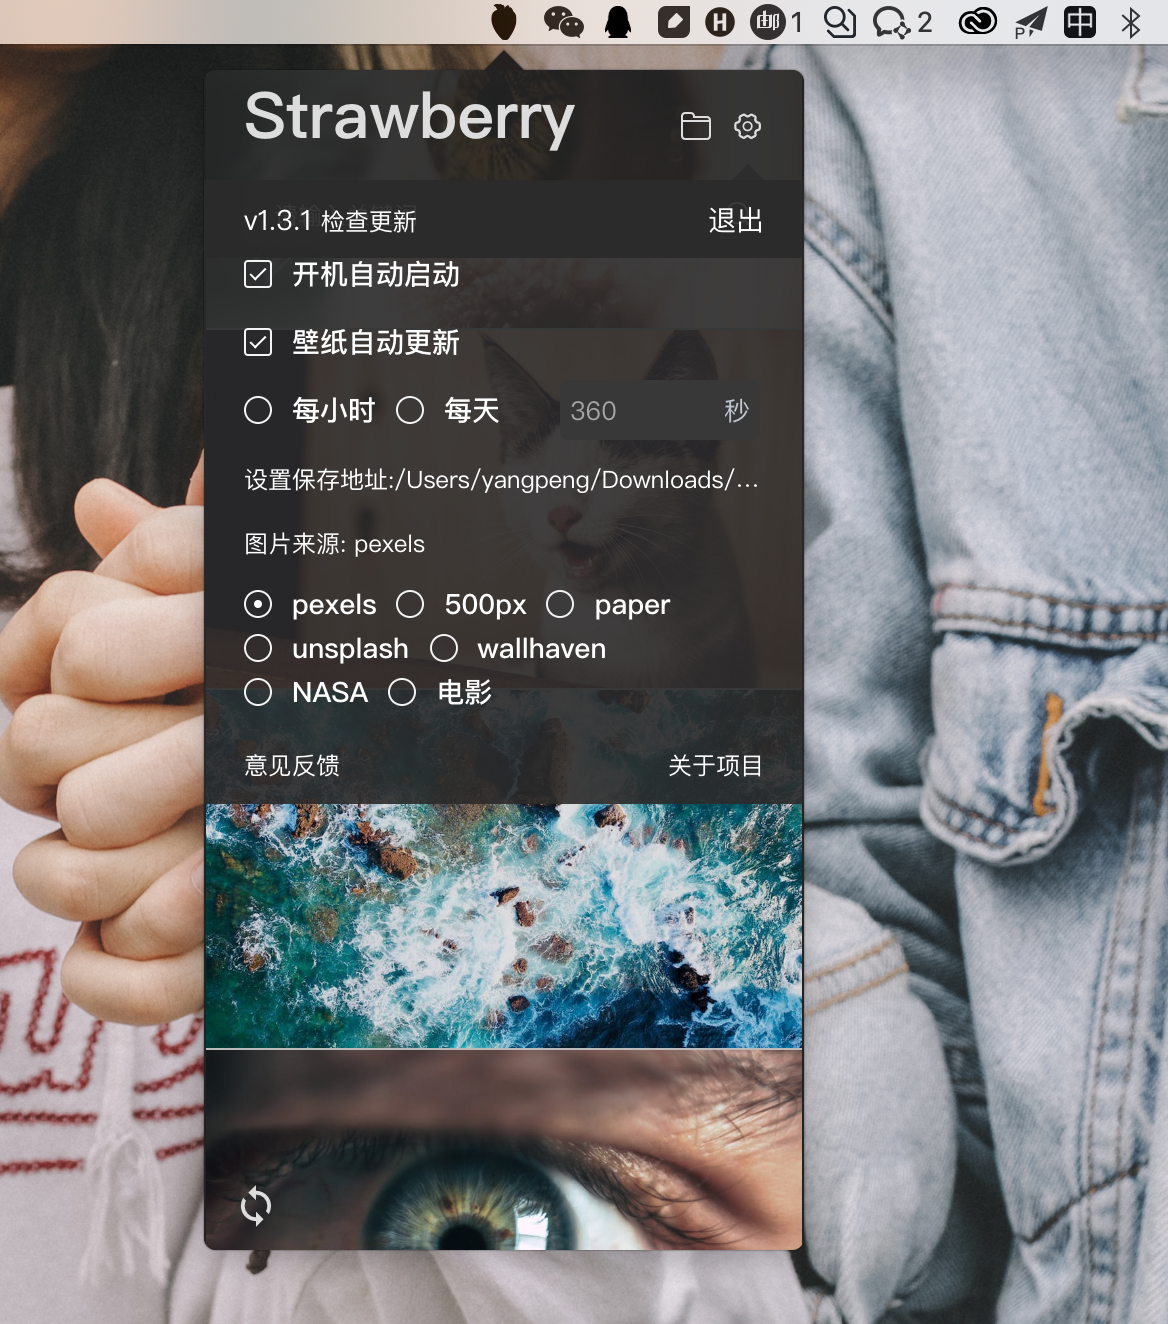 邮 1 2 P 中
Strawberry
v1.3.1 检查更新 退出
开机自动启动
壁纸自动更新
每小时 每天 360 秒
设置保存地址:/Users/yangpeng/Downloads/...
图片来源: pexels
pexels 500px paper
unsplash wallhaven
NASA 电影
意见反馈 关于项目